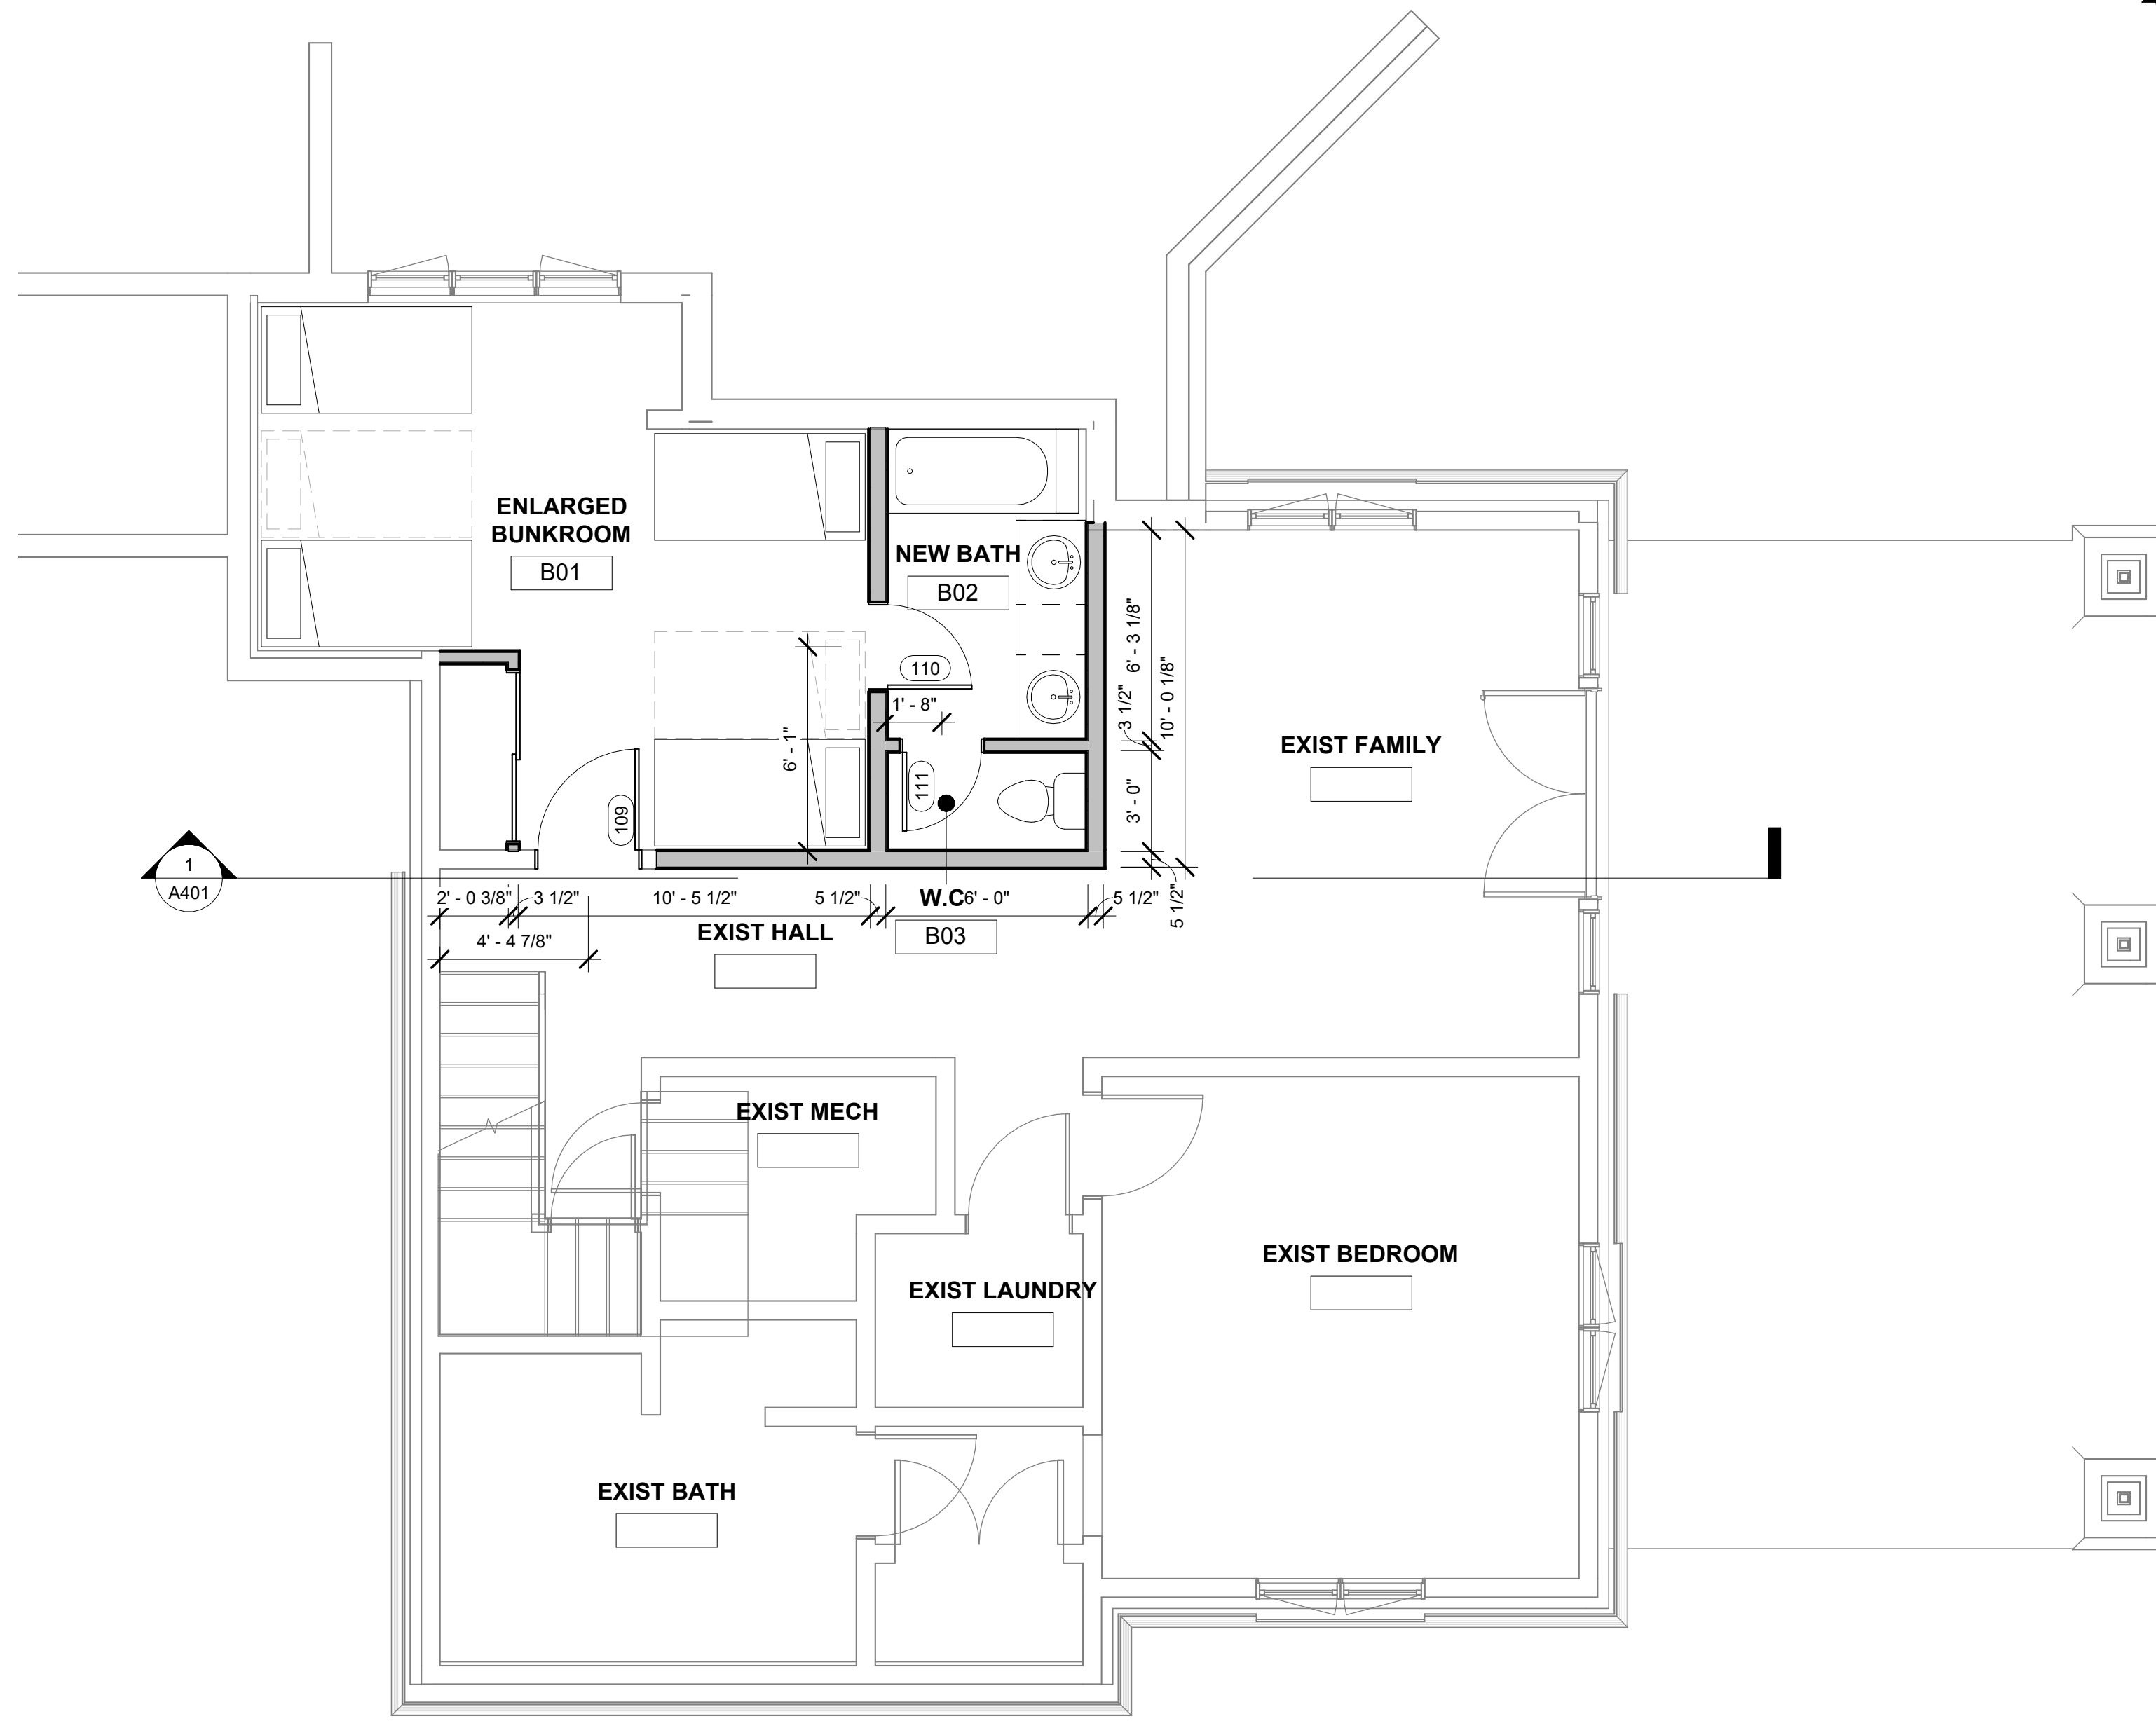 ENLARGED
BUNKROOM
B01
NEW BATH
B02
110
1' - 8"
6' - 3 1/8"
3 1/2"
10' - 0 1/8"
EXIST FAMILY
6' - 1"
111
3' - 0"
109
1
A401
2' - 0 3/8"
3 1/2"
10' - 5 1/2"
5 1/2"
W.C
6' - 0"
5 1/2"
5 1/2"
EXIST HALL
B03
4' - 4 7/8"
EXIST MECH
EXIST BEDROOM
EXIST LAUNDRY
EXIST BATH